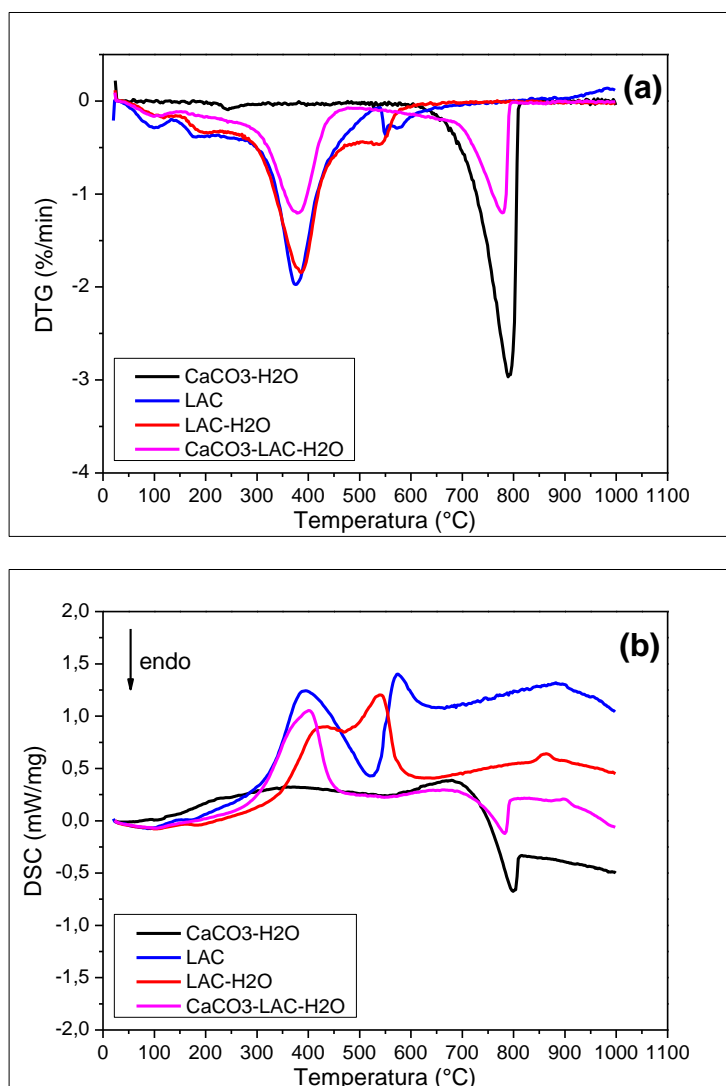 (a)
0
-1
-2
-3
-4
DTG (%/min)
CaCO3-H2O
LAC
LAC-H2O
CaCO3-LAC-H2O
0 100 200 300 400 500 600 700 800 900 1000 1100
Temperatura (°C)
(b)
2,0
1,5
1,0
0,5
0,0
-0,5
-1,0
-1,5
-2,0
endo
DSC (mW/mg)
CaCO3-H2O
LAC
LAC-H2O
CaCO3-LAC-H2O
0 100 200 300 400 500 600 700 800 900 1000 1100
Temperatura (°C)